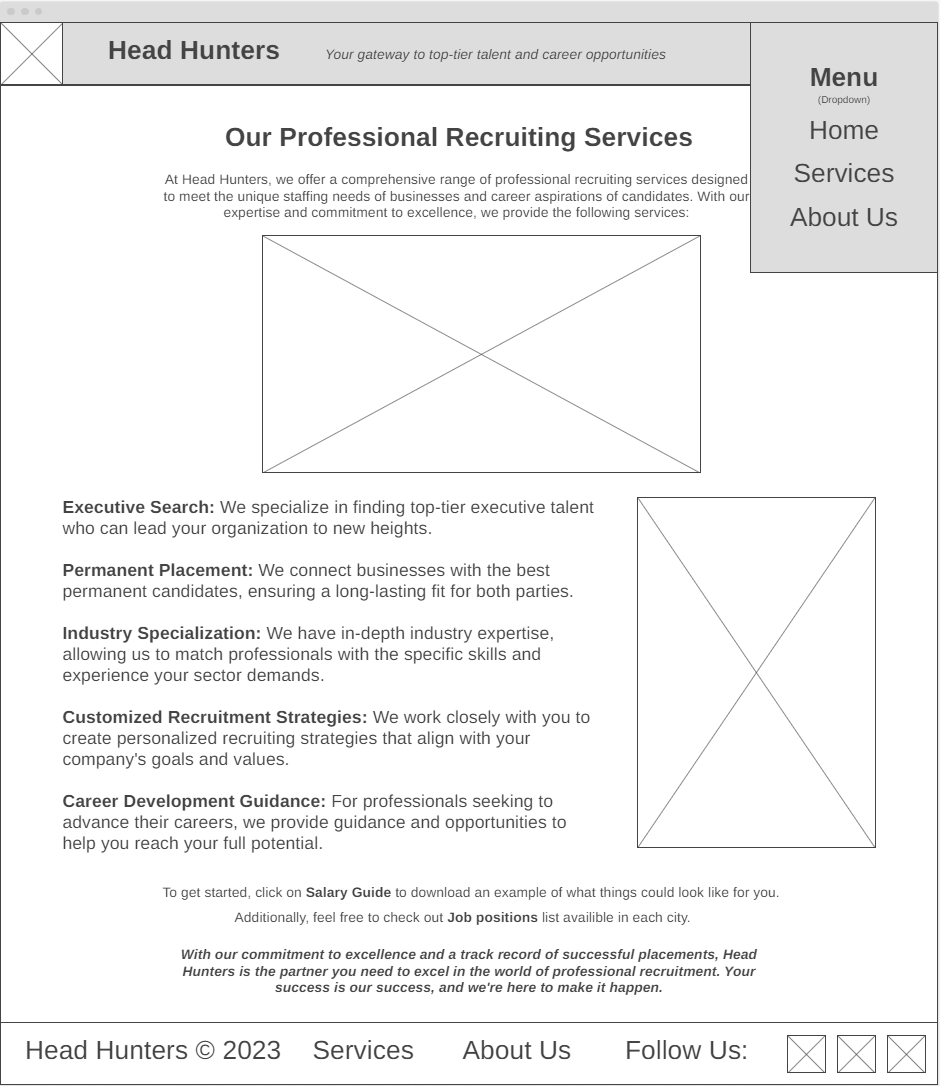 Head Hunters
Your gateway to top-tier talent and career opportunities
Menu
(Dropdown)
Home
Services
About Us
Our Professional Recruiting Services
At Head Hunters, we offer a comprehensive range of professional recruiting services designed
to meet the unique staffing needs of businesses and career aspirations of candidates. With our
expertise and commitment to excellence, we provide the following services:
Executive Search: We specialize in finding top-tier executive talent
who can lead your organization to new heights.
Permanent Placement: We connect businesses with the best
permanent candidates, ensuring a long-lasting fit for both parties.
Industry Specialization: We have in-depth industry expertise,
allowing us to match professionals with the specific skills and
experience your sector demands.
Customized Recruitment Strategies: We work closely with you to
create personalized recruiting strategies that align with your
company's goals and values.
Career Development Guidance: For professionals seeking to
advance their careers, we provide guidance and opportunities to
help you reach your full potential.
To get started, click on Salary Guide to download an example of what things could look like for you.
Additionally, feel free to check out Job positions list availible in each city.
With our commitment to excellence and a track record of successful placements, Head
Hunters is the partner you need to excel in the world of professional recruitment. Your
success is our success, and we're here to make it happen.
Head Hunters © 2023 Services About Us Follow Us: